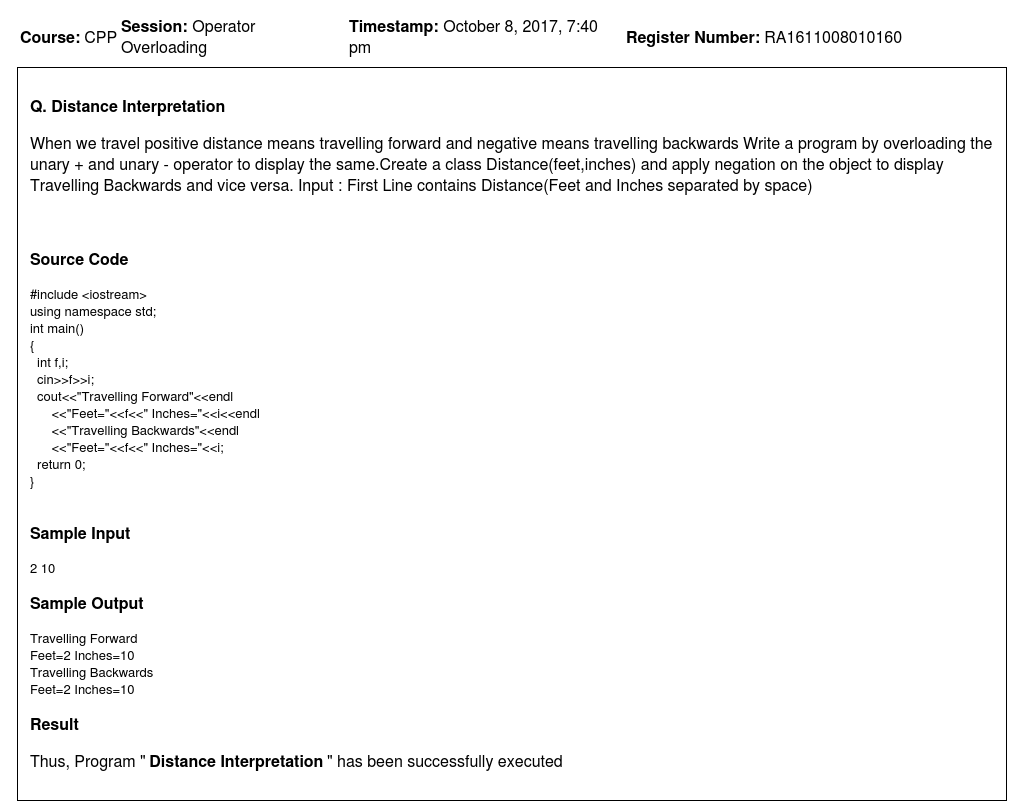 Course: CPP Session: Operator Overloading Timestamp: October 8, 2017, 7:40 pm Register Number: RA1611008010160
Q. Distance Interpretation
When we travel positive distance means travelling forward and negative means travelling backwards Write a program by overloading the
unary + and unary - operator to display the same.Create a class Distance(feet,inches) and apply negation on the object to display
Travelling Backwards and vice versa. Input : First Line contains Distance(Feet and Inches separated by space)
Source Code
#include <iostream>
using namespace std;
int main()
{
  int f,i;
  cin>>f>>i;
  cout<<"Travelling Forward"<<endl
      <<"Feet="<<f<<" Inches="<<i<<endl
      <<"Travelling Backwards"<<endl
      <<"Feet="<<f<<" Inches="<<i;
  return 0;
}
Sample Input
2 10
Sample Output
Travelling Forward
Feet=2 Inches=10
Travelling Backwards
Feet=2 Inches=10
Result
Thus, Program " Distance Interpretation " has been successfully executed